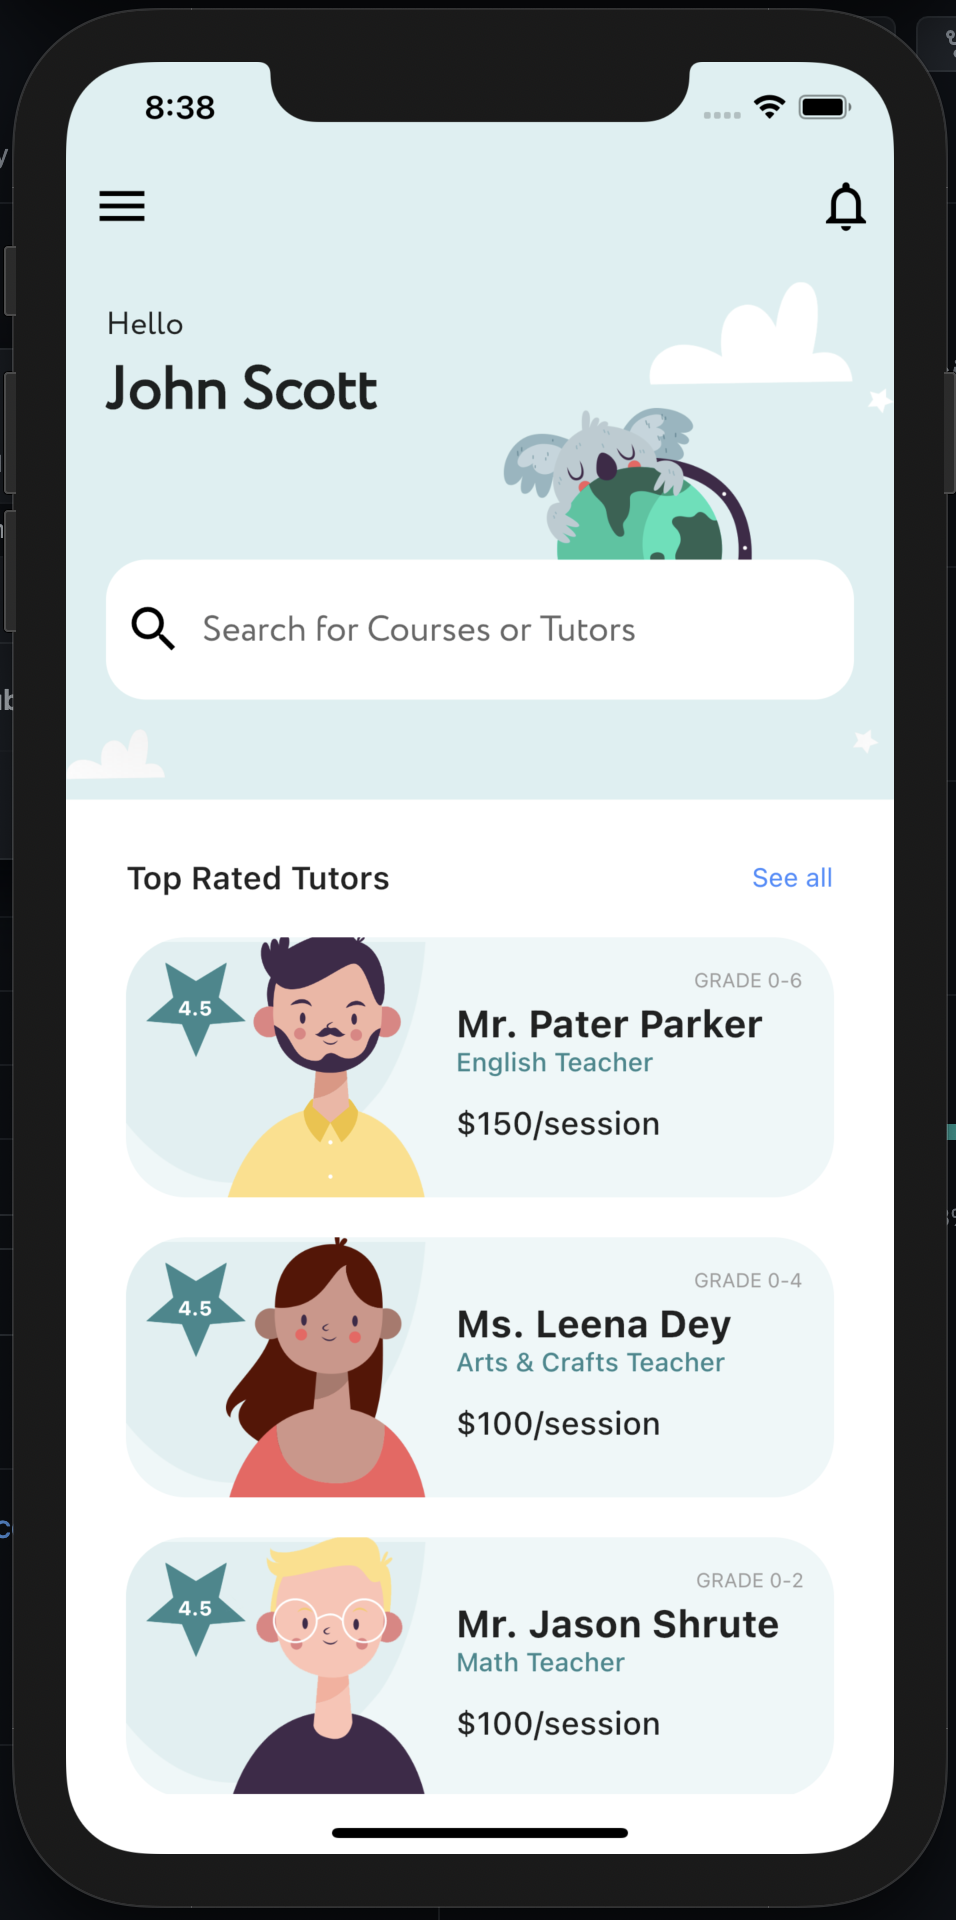 8:38
Hello
John Scott
Search for Courses or Tutors
Top Rated Tutors
See all
4.5
GRADE 0-6
Mr. Pater Parker
English Teacher
$150/session
4.5
GRADE 0-4
Ms. Leena Dey
Arts & Crafts Teacher
$100/session
4.5
GRADE 0-2
Mr. Jason Shrute
Math Teacher
$100/session